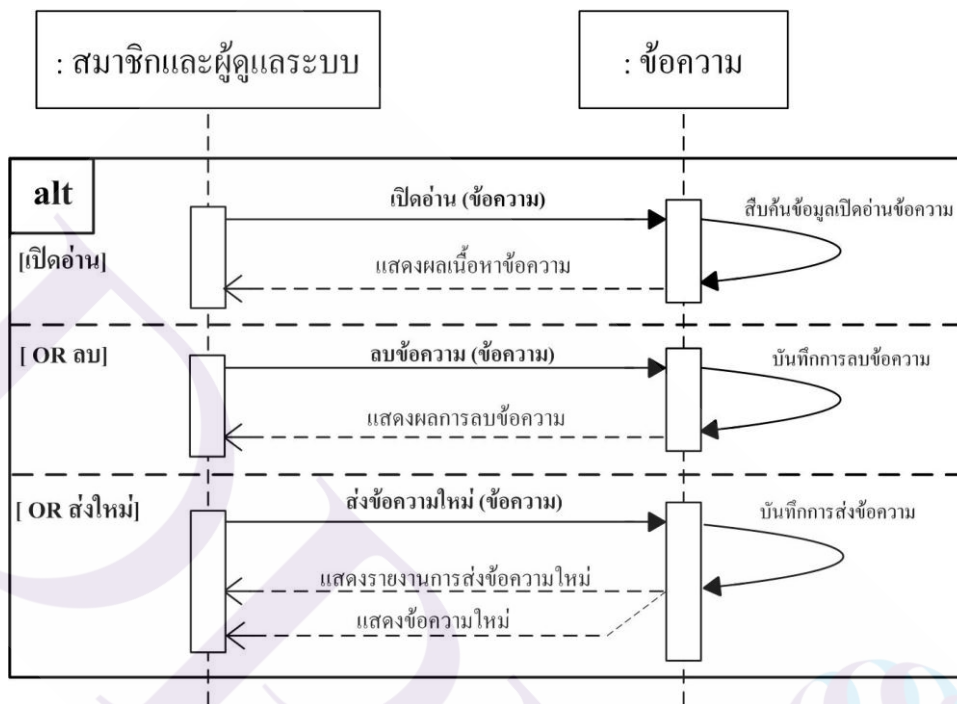 : สมาชิกและผู้ดูแลระบบ
: ข้อความ
alt
เปิดอ่าน (ข้อความ)
สืบค้นข้อมูลเปิดอ่านข้อความ
[เปิดอ่าน]
แสดงผลเนื้อหาข้อความ
[ OR ลบ]
ลบข้อความ (ข้อความ)
บันทึกการลบข้อความ
แสดงผลการลบข้อความ
[ OR ส่งใหม่]
ส่งข้อความใหม่ (ข้อความ)
บันทึกการส่งข้อความ
แสดงรายงานการส่งข้อความใหม่
แสดงข้อความใหม่